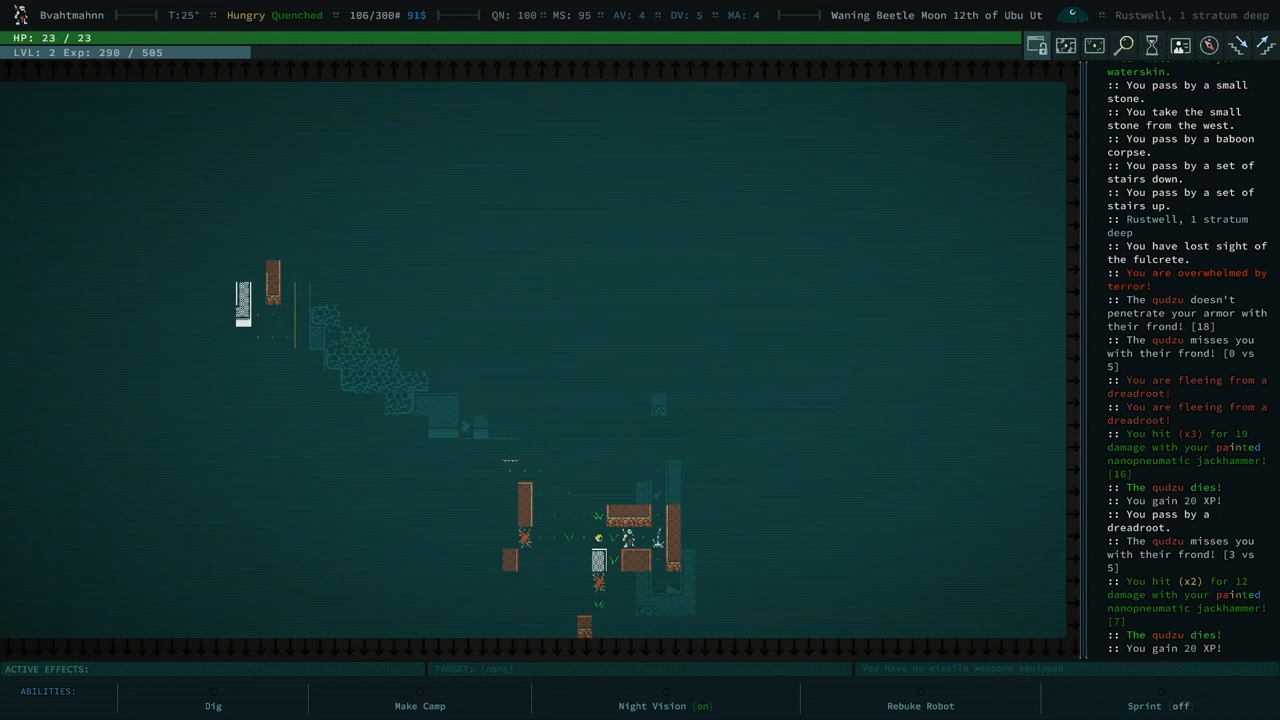 Bvahtmahnn T:25° Hungry Quenched 106/300# 91$ QN: 100 MS: 95 AV: 4 DV: 5 MA: 4 Waning Beetle Moon 12th of Ubu Ut Rustwell, 1 stratum deep
HP: 23 / 23
LVL: 2 Exp: 290 / 505
waterskin.
:: You pass by a small
stone.
:: You take the small
stone from the west.
:: You pass by a baboon
corpse.
:: You pass by a set of
stairs down.
:: You pass by a set of
stairs up.
:: Rustwell, 1 stratum
deep
:: You have lost sight of
the fulcrete.
:: You are overwhelmed by
terror!
:: The qudzu doesn't
penetrate your armor with
their frond! [18]
:: The qudzu misses you
with their frond! [0 vs
5]
:: You are fleeing from a
dreadroot!
:: You are fleeing from a
dreadroot!
:: You hit (x3) for 19
damage with your painted
nanopneumatic jackhammer!
[16]
:: The qudzu dies!
:: You gain 20 XP!
:: You pass by a
dreadroot.
:: The qudzu misses you
with their frond! [3 vs
5]
:: You hit (x2) for 12
damage with your painted
nanopneumatic jackhammer!
[7]
:: The qudzu dies!
:: You gain 20 XP!
ACTIVE EFFECTS: TARGET: [none] You have no missile weapons equipped.
ABILITIES: Dig Make Camp Night Vision [on] Rebuke Robot Sprint [off]